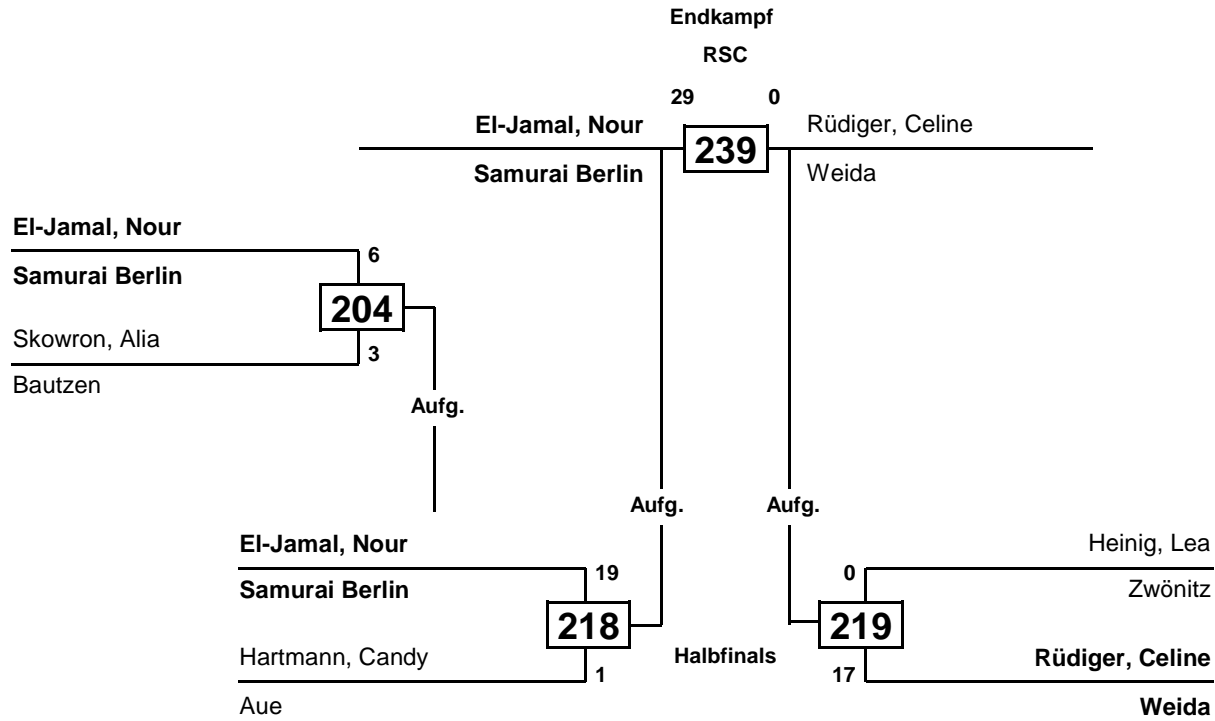 Endkampf
RSC
29 0
El-Jamal, Nour 239 Rüdiger, Celine
Samurai Berlin Weida
El-Jamal, Nour
6
Samurai Berlin
204
Skowron, Alia
3
Bautzen
Aufg.
Aufg. Aufg.
El-Jamal, Nour Heinig, Lea
19 0
Samurai Berlin Zwönitz
218 219
Hartmann, Candy Halbfinals Rüdiger, Celine
1 17
Aue Weida